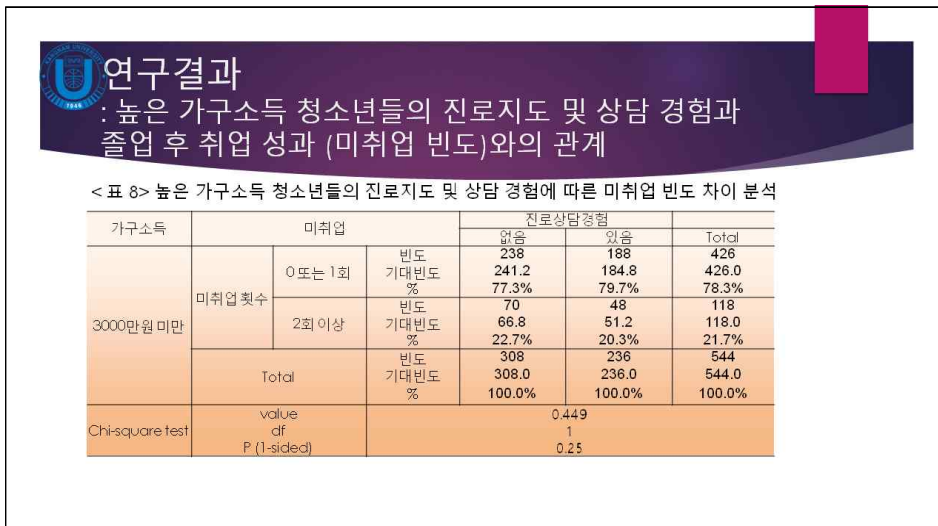 연구결과
: 높은 가구소득 청소년들의 진로지도 및 상담 경험과
졸업 후 취업 성과 (미취업 빈도)와의 관계
<표 8> 높은 가구소득 청소년들의 진로지도 및 상담 경험에 따른 미취업 빈도 차이 분석
가구소득 미취업 진로상담경험
없음 있음 Total
3000만원 미만 미취업 횟수 0또는 1회 빈도 238 188 426
기대빈도 241.2 184.8 426.0
% 77.3% 79.7% 78.3%
2회 이상 빈도 70 48 118
기대빈도 66.8 51.2 118.0
% 22.7% 20.3% 21.7%
Total 빈도 308 236 544
기대빈도 308.0 236.0 544.0
% 100.0% 100.0% 100.0%
Chi-square test value 0.449
df 1
P (1-sided) 0.25
U
1946